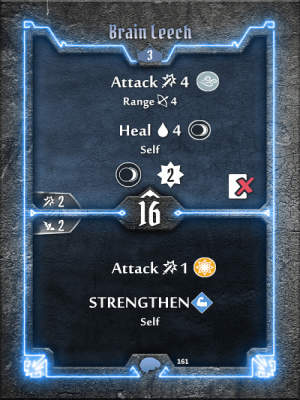 Brain Leech
3
Attack 4
Range 4
Heal 4
Self
2
2
16
2
Attack 1
STRENGTHEN
Self
161